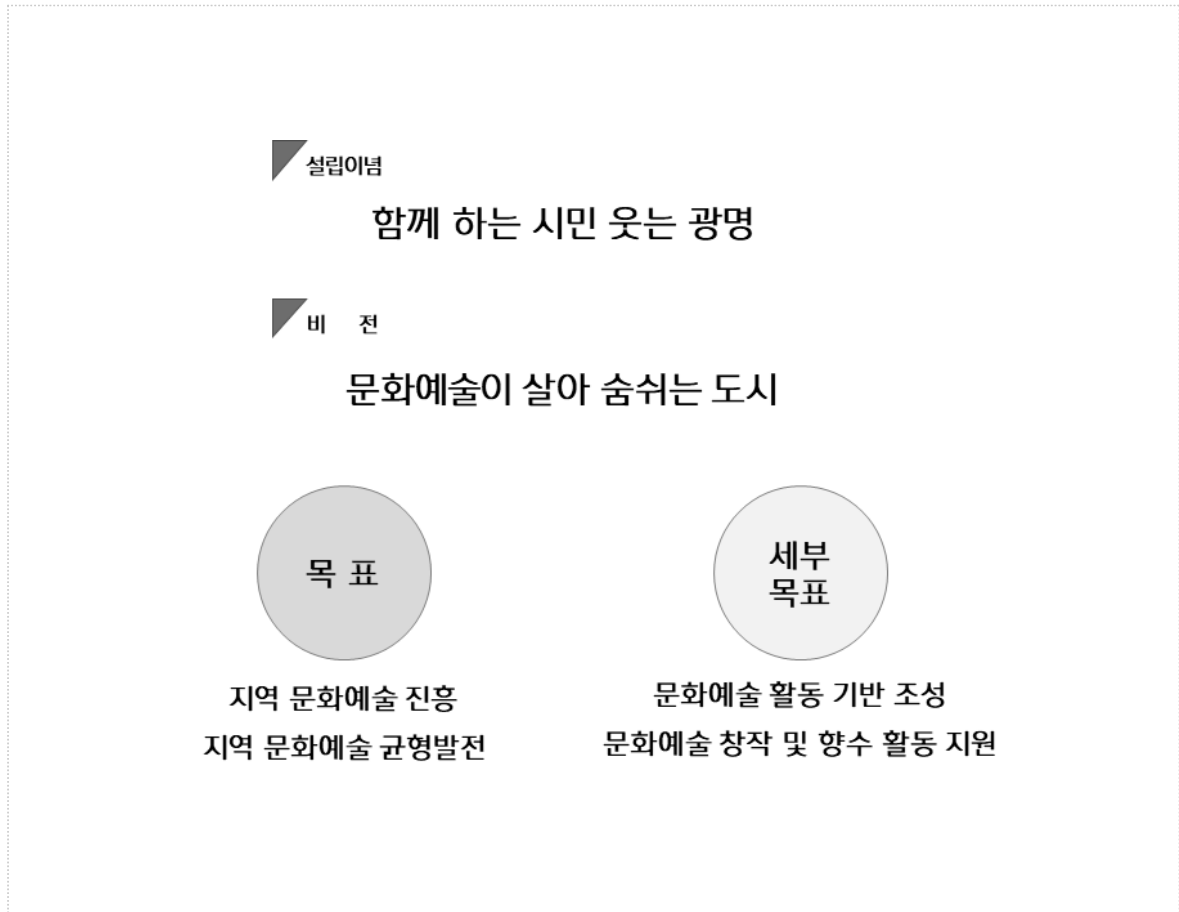 설립이념
함께 하는 시민 웃는 광명
비 전
문화예술이 살아 숨쉬는 도시
목 표
지역 문화예술 진흥
지역 문화예술 균형발전
세부
목표
문화예술 활동 기반 조성
문화예술 창작 및 향수 활동 지원